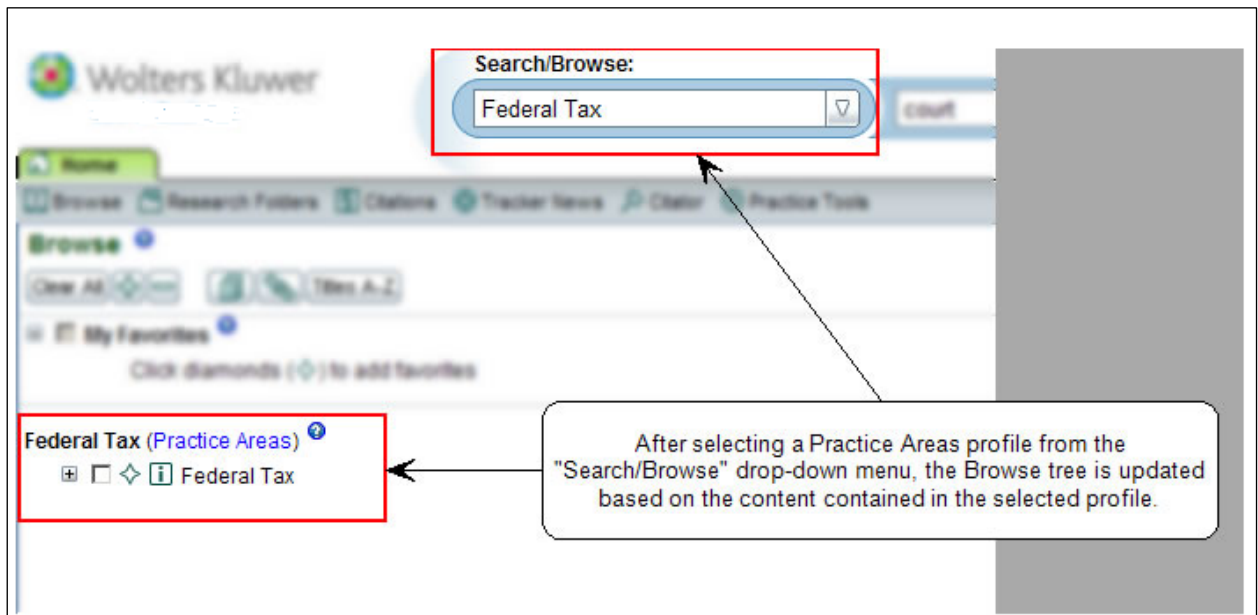 Wolters Kluwer
Search/Browse:
Federal Tax
court
Home
Browse Research Folders Citations Tracker News Citator Practice Tools
Browse
Clear All Titles A-Z
My Favorites
Click diamonds ( ) to add favorites
Federal Tax (Practice Areas)
Federal Tax
After selecting a Practice Areas profile from the
"Search/Browse" drop-down menu, the Browse tree is updated
based on the content contained in the selected profile.